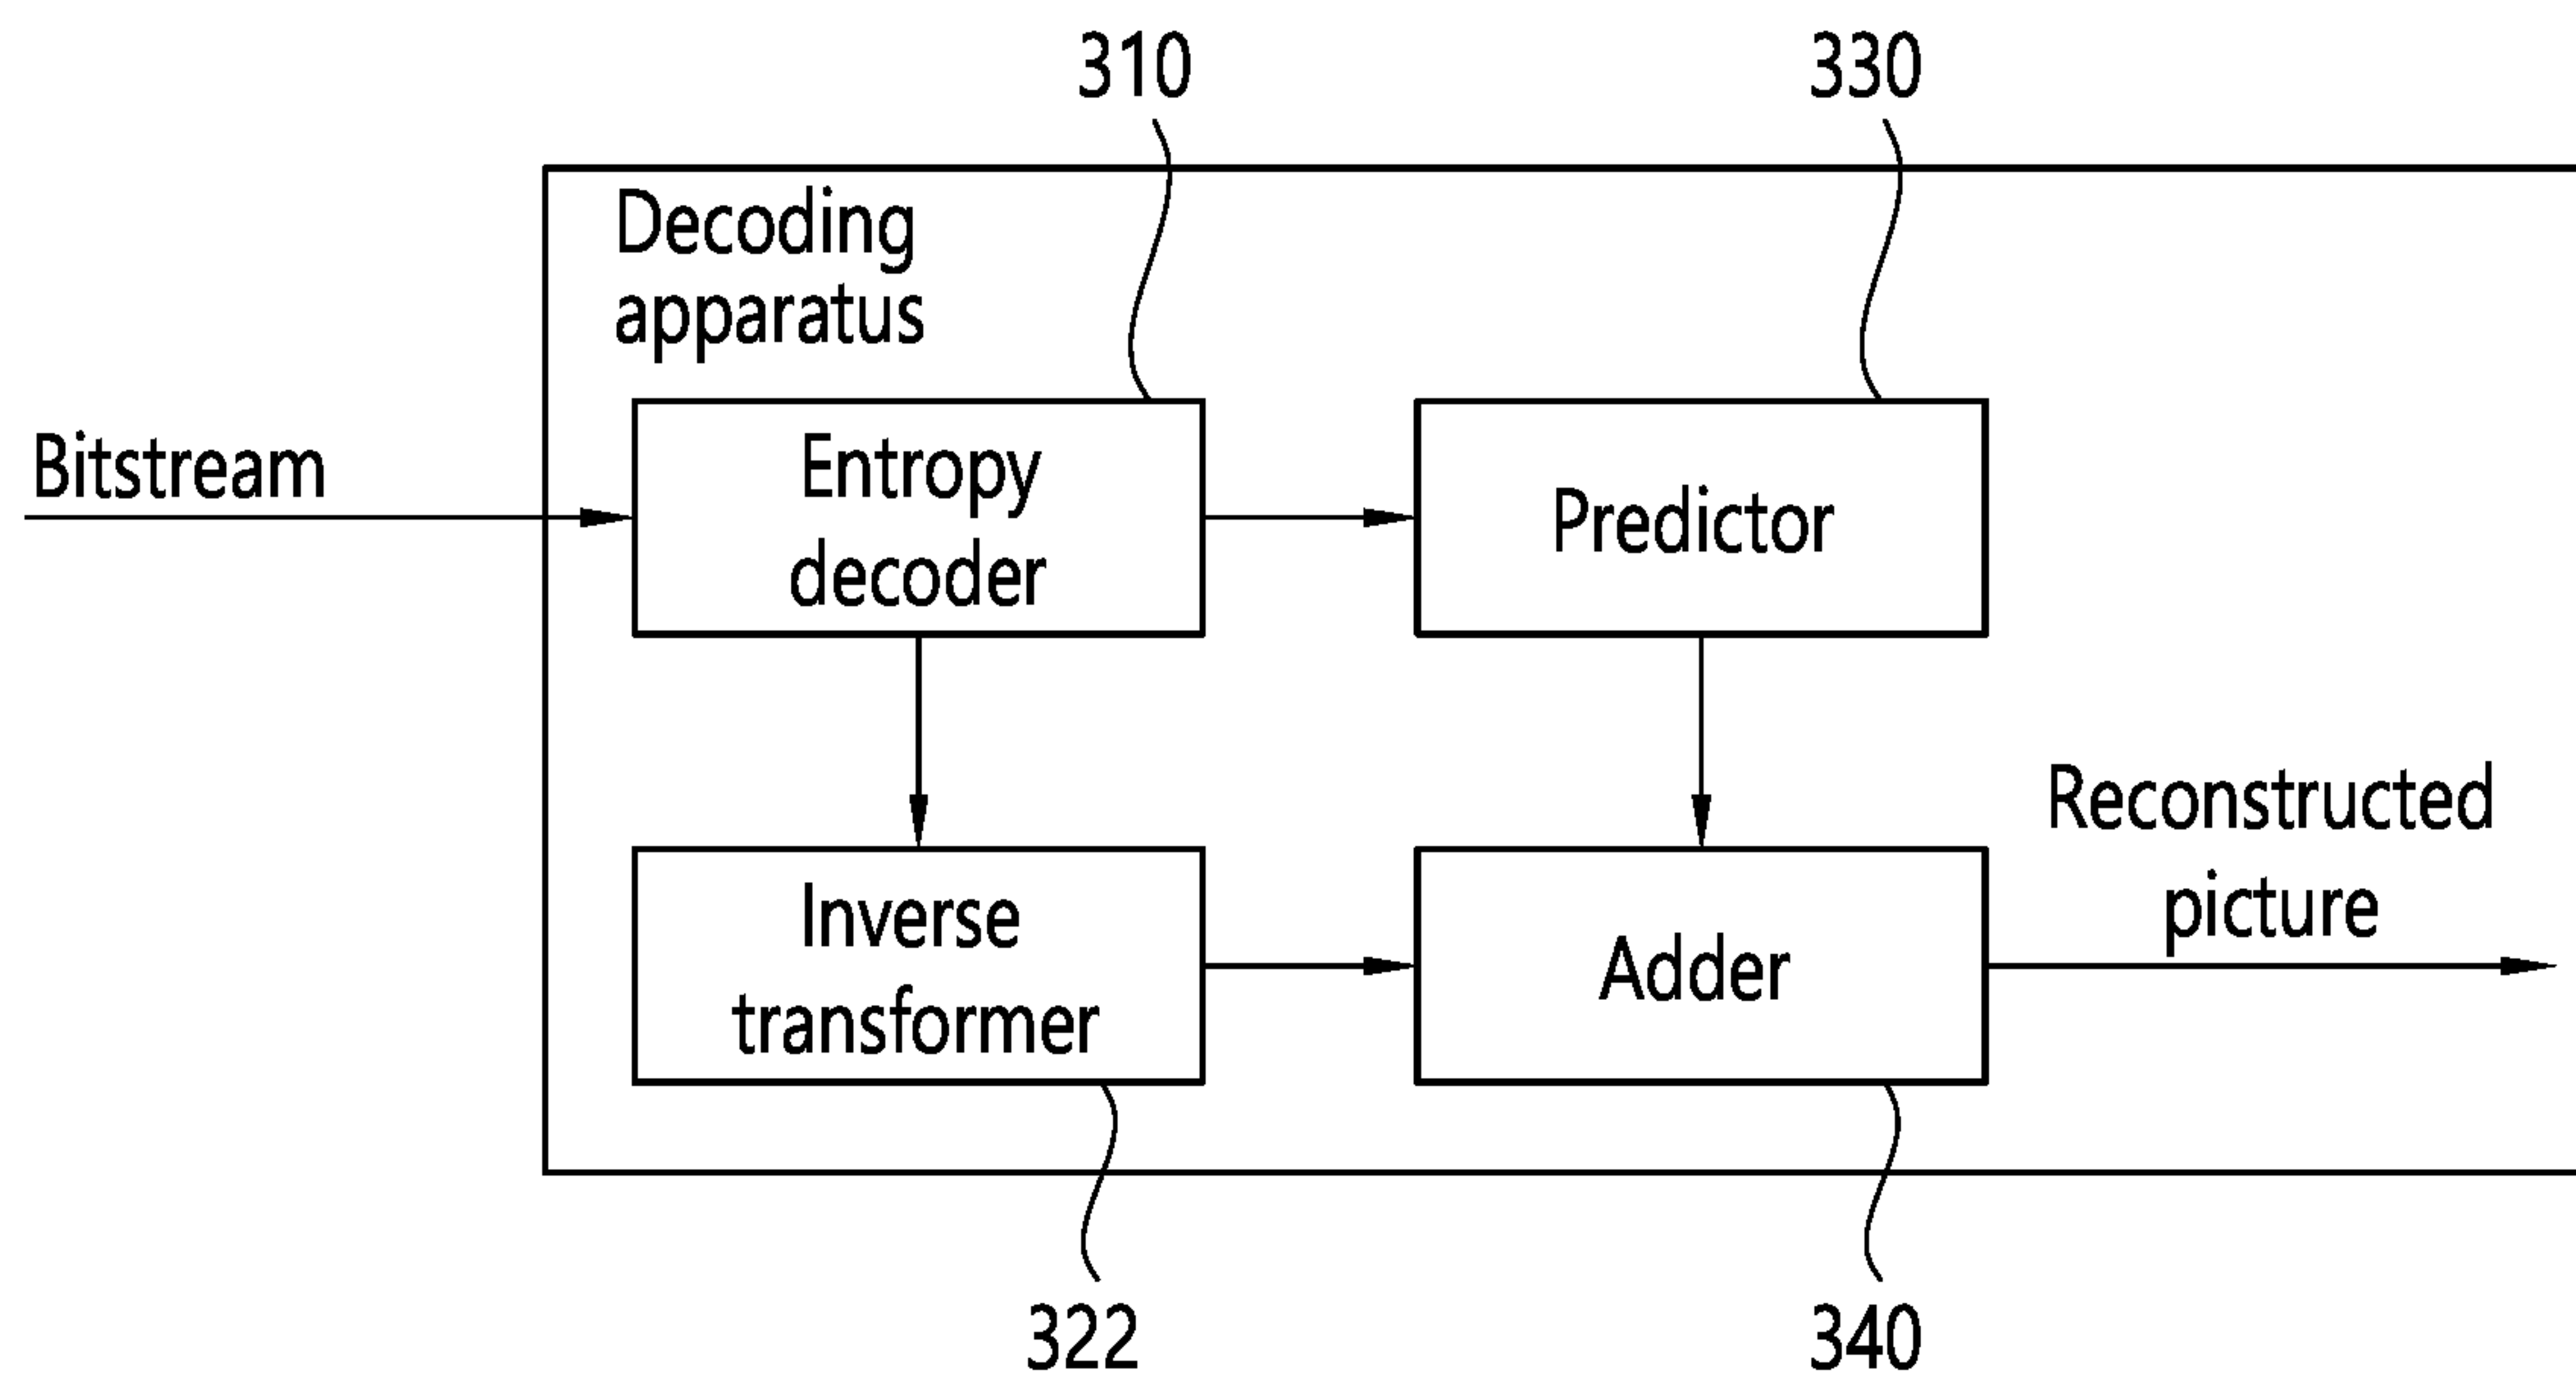 310
330
Decoding
apparatus
Bitstream
Entropy
decoder
Predictor
Inverse
transformer
Adder
Reconstructed
picture
322
340